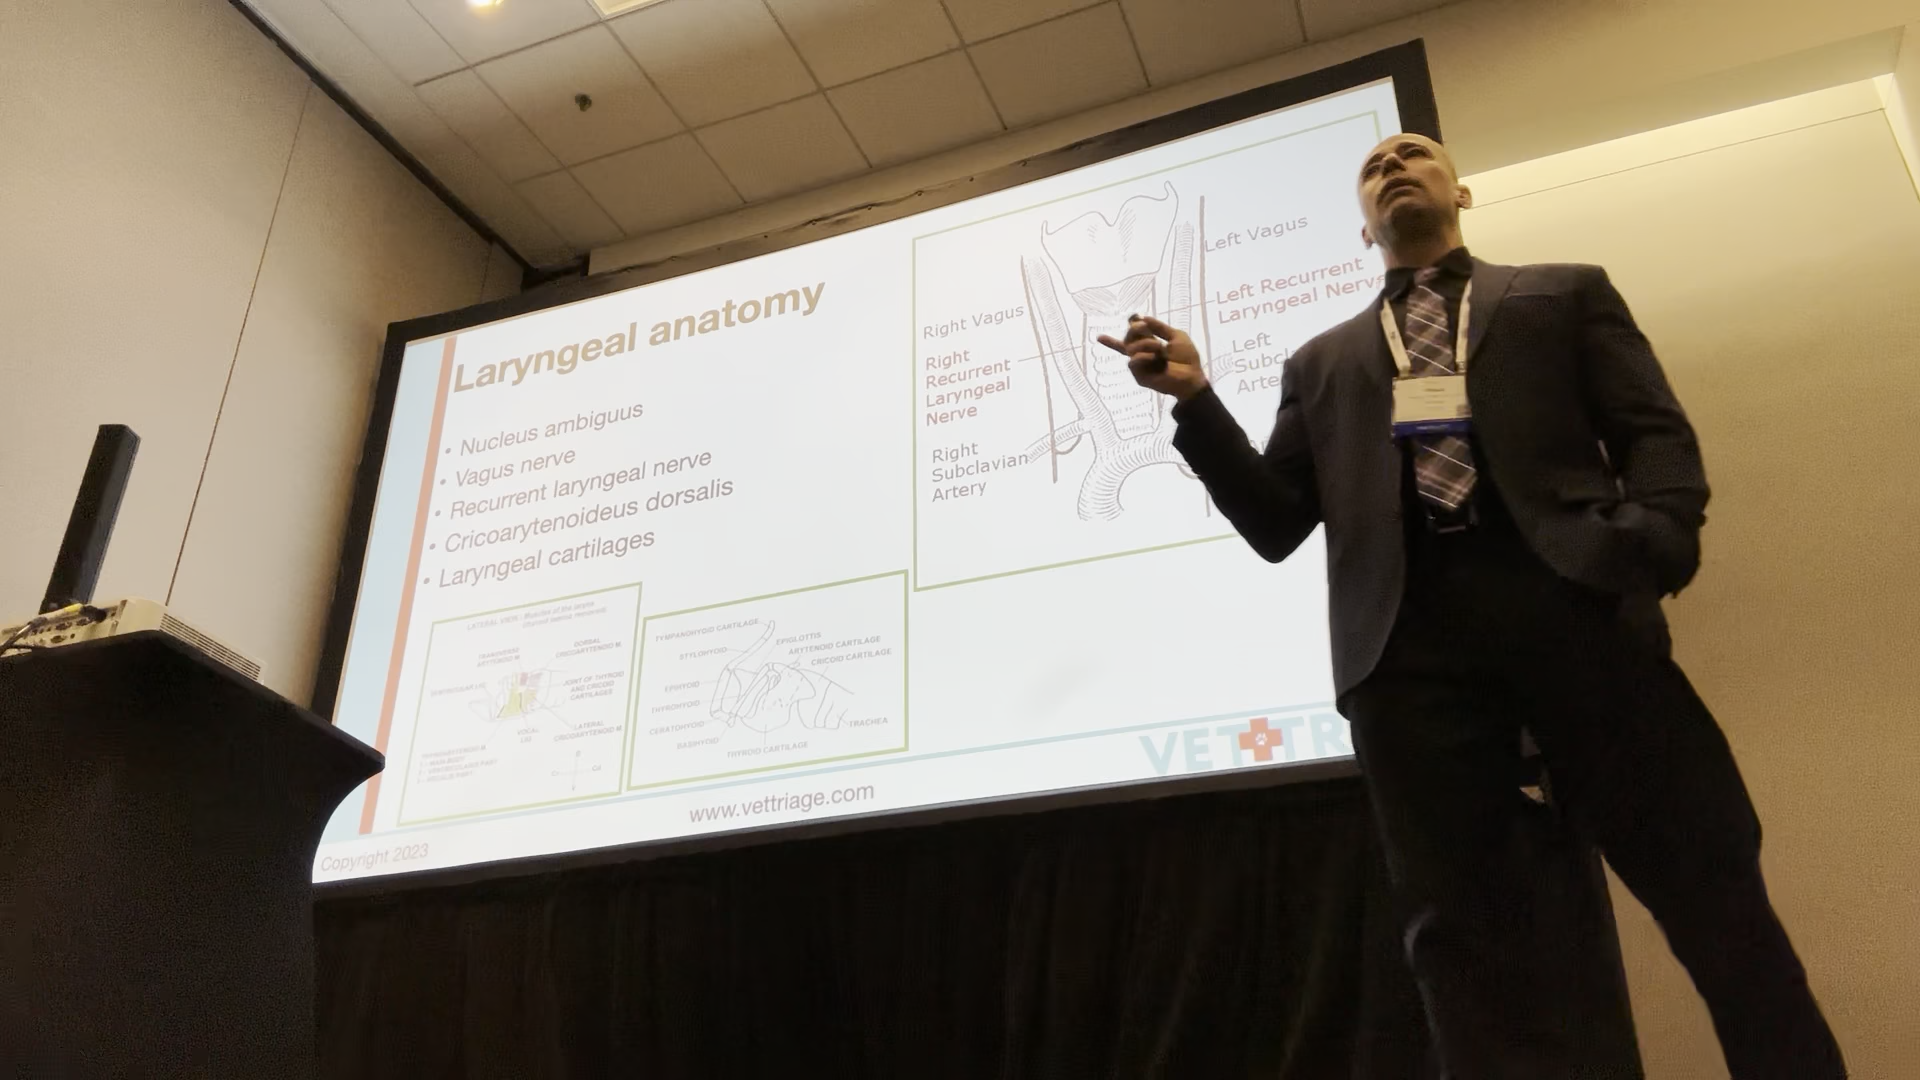 Laryngeal anatomy
• Nucleus ambiguus
• Vagus nerve
• Recurrent laryngeal nerve
• Cricoarytenoideus dorsalis
• Laryngeal cartilages
Left Vagus
Left Recurrent
Laryngeal Nerve
Left
Right Vagus
Right
Recurrent
Laryngeal
Nerve
Right
Subclavian
Artery
LATERAL VIEW
DORSAL
CRICOARYTENOID M.
JOINT OF THYROID
AND CRICOID
CARTILAGES
LATERAL
CRICOARYTENOID M.
VOCAL
TYMPANOHYOID CARTILAGE
STYLOHYOID
EPIGLOTTIS
ARYTENOID CARTILAGE
CRICOID CARTILAGE
EPIHYOID
THYROHYOID
CERATOHYOID
BASIHYOID
THYROID CARTILAGE
TRACHEA
VET TR
www.vettriage.com
Copyright 2023